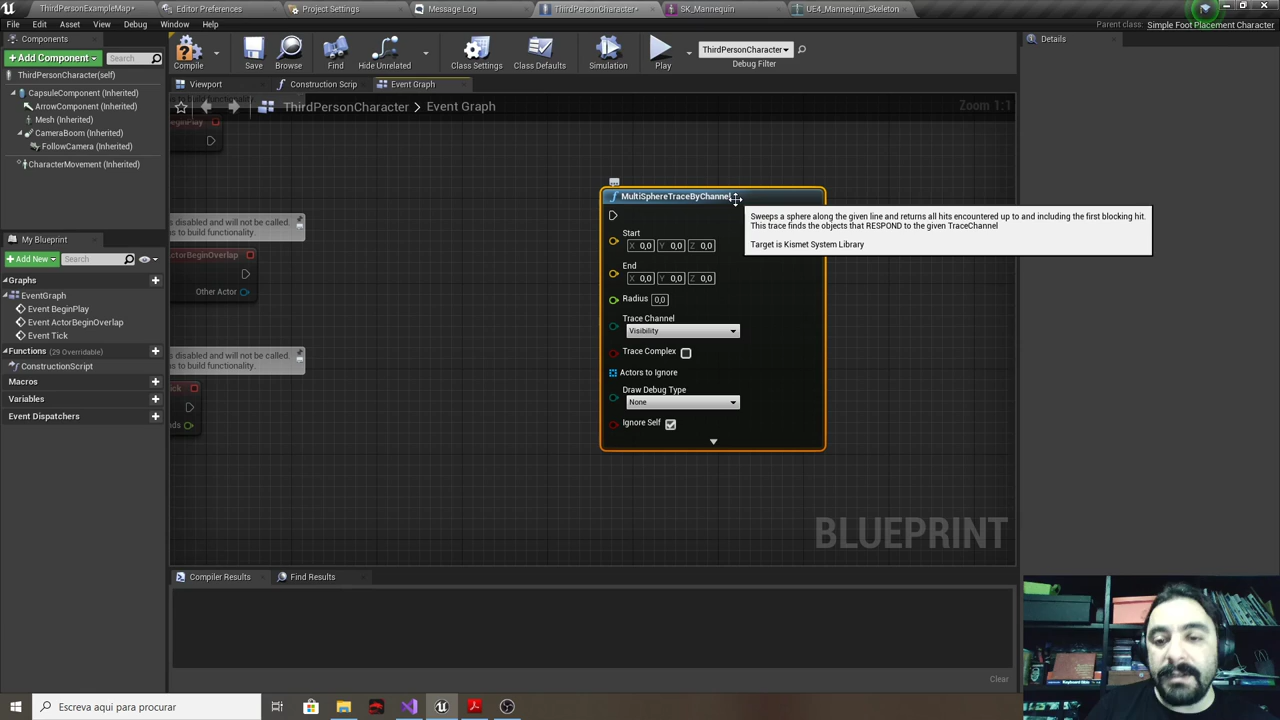 ThirdPersonExampleMap*
Editor Preferences
Project Settings
Message Log
ThirdPersonCharacter*
SK_Mannequin
UE4_Mannequin_Skeleton
File Edit Asset View Debug Window Help
Parent class: Simple Foot Placement Character
Components
+Add Component
Search
ThirdPersonCharacter(self)
CapsuleComponent (Inherited)
ArrowComponent (Inherited)
Mesh (Inherited)
CameraBoom (Inherited)
FollowCamera (Inherited)
CharacterMovement (Inherited)
Compile
Save
Browse
Find
Hide Unrelated
Class Settings
Class Defaults
Simulation
Play
ThirdPersonCharacter
Debug Filter
Details
Viewport
Construction Scrip
Event Graph
ThirdPersonCharacter > Event Graph
Zoom 1:1
BeginPlay
s disabled and will not be called.
is to build functionality.
ActorBeginOverlap
Other Actor
s disabled and will not be called.
is to build functionality.
MultiSphereTraceByChannel
Start
X 0,0 Y 0,0 Z 0,0
End
X 0,0 Y 0,0 Z 0,0
Radius 0,0
Trace Channel
Visibility
Trace Complex
Actors to Ignore
Draw Debug Type
None
Ignore Self
Sweeps a sphere along the given line and returns all hits encountered up to and including the first blocking hit.
This trace finds the objects that RESPOND to the given TraceChannel
Target is Kismet System Library
BLUEPRINT
My Blueprint
+Add New
Search
Graphs
EventGraph
Event BeginPlay
Event ActorBeginOverlap
Event Tick
Functions (29 Overridable)
ConstructionScript
Macros
Variables
Event Dispatchers
Compiler Results
Find Results
Clear
Escreva aqui para procurar